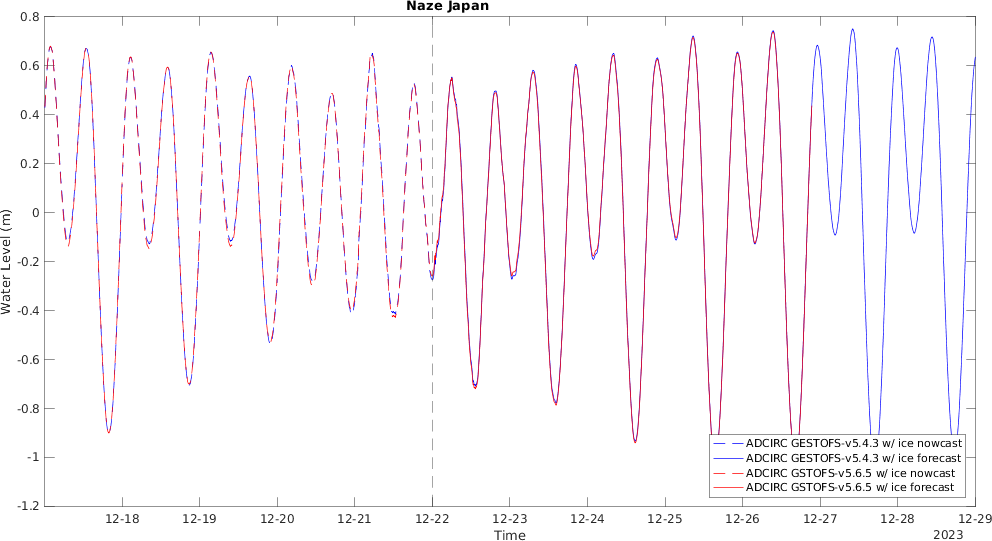 Naze Japan
0.8
0.6
0.4
0.2
0
-0.2
-0.4
-0.6
-0.8
-1
-1.2
Water Level (m)
ADCIRC GESTOFS-v5.4.3 w/ ice nowcast
ADCIRC GESTOFS-v5.4.3 w/ ice forecast
ADCIRC GSTOFS-v5.6.5 w/ ice nowcast
ADCIRC GSTOFS-v5.6.5 w/ ice forecast
12-18 12-19 12-20 12-21 12-22 12-23 12-24 12-25 12-26 12-27 12-28 12-29
Time
2023